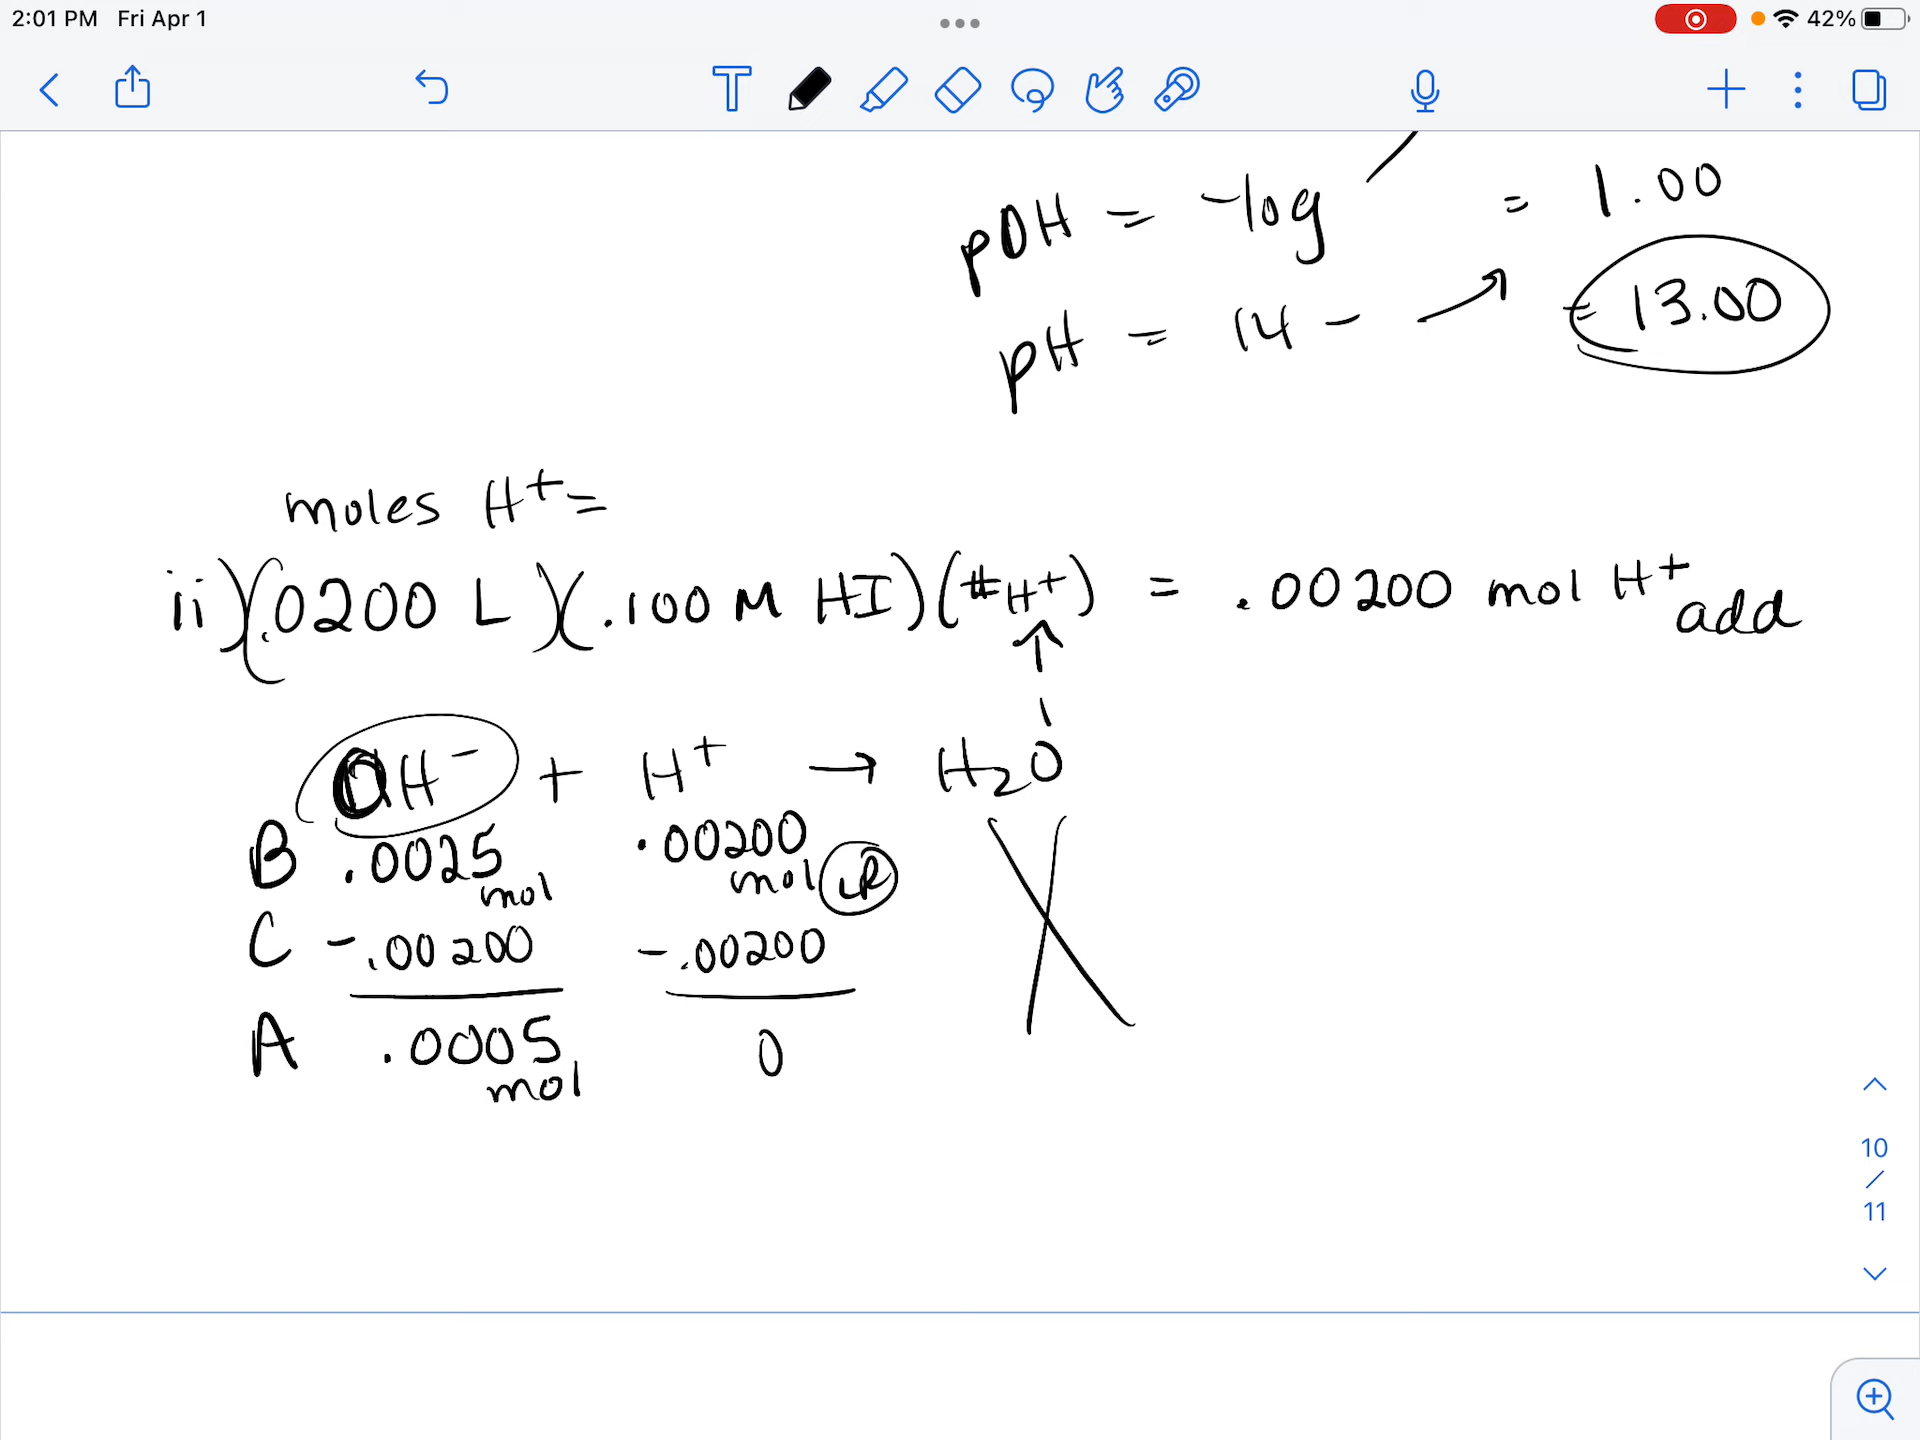 2:01 PM Fri Apr 1
42%
T
pOH = -log = 1.00
pH = 14 - = 13.00
moles H+ =
ii) (.0200 L)(.100 M HI)(#H+) = .00200 mol H+ add
1
OH- + H+ → H2O
B .0025 mol .00200 mol LR
C -.00200 -.00200
A .0005 mol 0
10
/
11